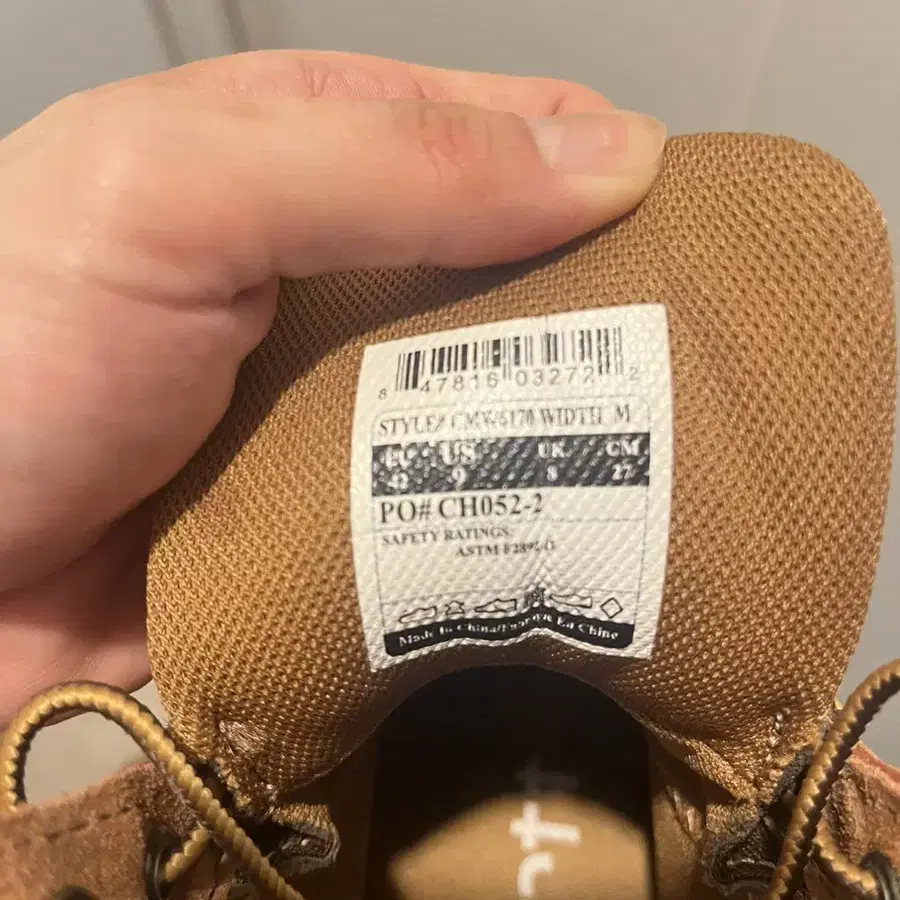 8 47816 03272 2
STYLE# CMW6170 WIDTH M
EU US UK CM
42 9 8 27
PO# CH052-2
SAFETY RATINGS:
ASTM
Made In China/Fabriqué En Chine